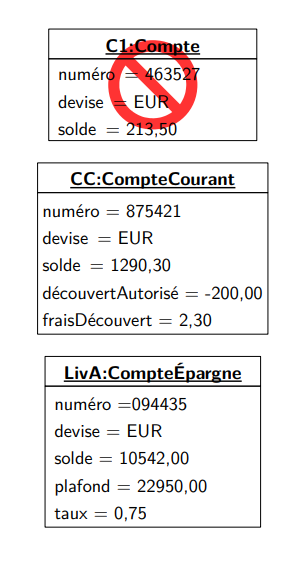 C1:Compte
numéro = 463527
devise = EUR
solde = 213,50
CC:CompteCourant
numéro = 875421
devise = EUR
solde = 1290,30
découvertAutorisé = -200,00
fraisDécouvert = 2,30
LivA:CompteÉpargne
numéro =094435
devise = EUR
solde = 10542,00
plafond = 22950,00
taux = 0,75